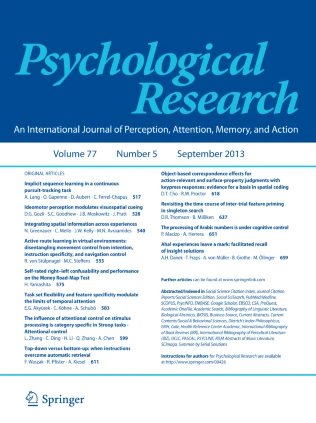 Psychological
Research
An International Journal of Perception, Attention, Memory, and Action
Volume 77 Number 5 September 2013
ORIGINAL ARTICLES
Implicit sequence learning in a continuous
pursuit-tracking task
A. Lang · O. Gapenne · D. Aubert · C. Ferrel-Chapus 517
Ideomotor perception modulates visuospatial cueing
D.G. Gozli · S.C. Goodhew · J.B. Moskowitz · J. Pratt 528
Integrating spatial information across experiences
N. Greenauer · C. Mello · J.W. Kelly · M.N. Avraamides 540
Active route learning in virtual environments:
disentangling movement control from intention,
instruction specificity, and navigation control
R. von Stülpnagel · M.C. Steffens 555
Self-rated right-left confusability and performance
on the Money Road-Map Test
H. Yamashita 575
Task set flexibility and feature specificity modulate
the limits of temporal attention
E.G. Akyürek · C. Köhne · A. Schubö 583
The influence of attentional control on stimulus
processing is category specific in Stroop tasks -
Attentional control
L. Zhang · C. Ding · H. Li · Q. Zhang · A. Chen 599
Top-down versus bottom-up: when instructions
overcome automatic retrieval
F. Waszak · R. Pfister · A. Kiesel 611
Object-based correspondence effects for
action-relevant and surface-property judgments with
keypress responses: evidence for a basis in spatial coding
D.T. Cho · R.W. Proctor 618
Revisiting the time course of inter-trial feature priming
in singleton search
D.R. Thomson · B. Milliken 637
The processing of Arabic numbers is under cognitive control
P. Macizo · A. Herrera 651
Aha! experiences leave a mark: facilitated recall
of insight solutions
A.H. Danek · T. Fraps · A. von Müller · B. Grothe · M. Öllinger 659
Further articles can be found at www.springerlink.com
Instructions for authors for Psychological Research are available
at http://www.springer.com/00426
Springer